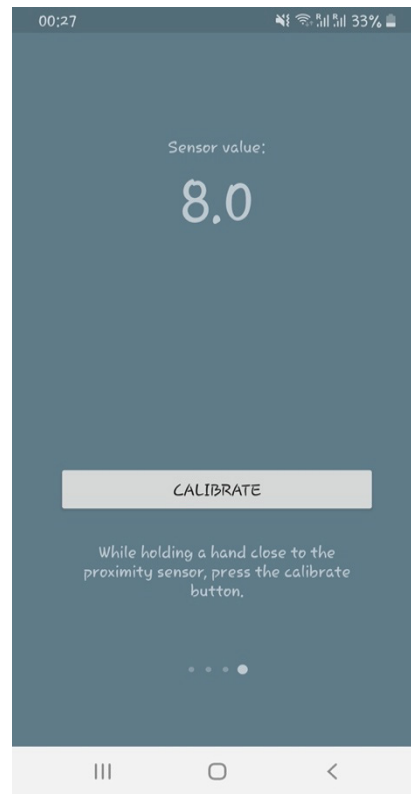 00:27 33%
Sensor value:
8.0
CALIBRATE
While holding a hand close to the
proximity sensor, press the calibrate
button.